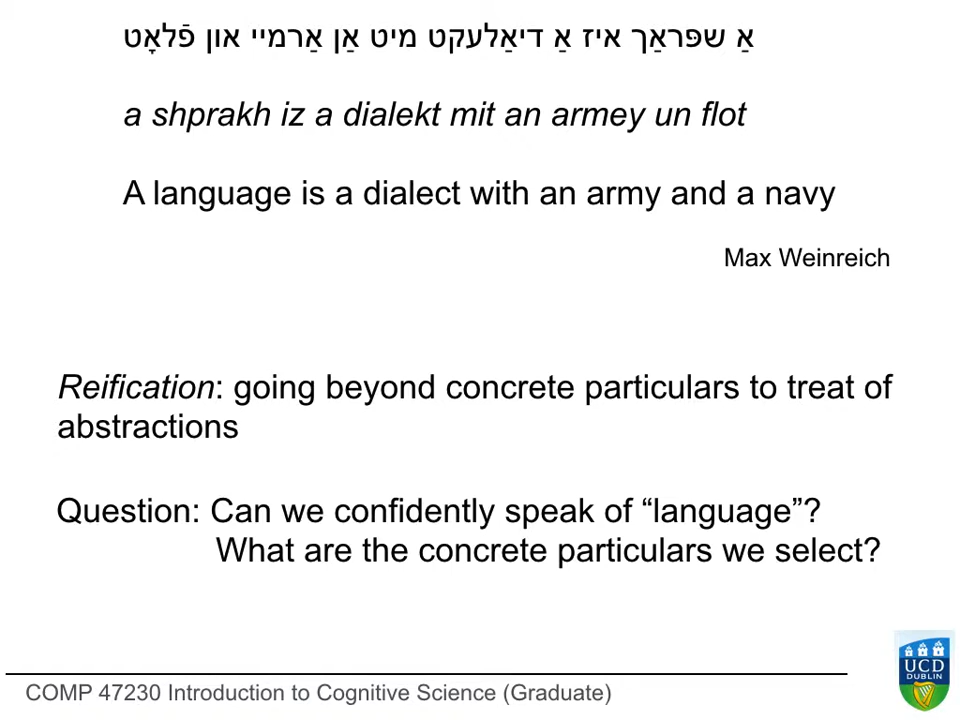 אַ שפּראַך איז אַ דיאַלעקט מיט אַן אַרמיי און פֿלאָט
a shprakh iz a dialekt mit an armey un flot
A language is a dialect with an army and a navy
Max Weinreich
Reification: going beyond concrete particulars to treat of
abstractions
Question: Can we confidently speak of “language”?
What are the concrete particulars we select?
COMP 47230 Introduction to Cognitive Science (Graduate)
UCD
DUBLIN